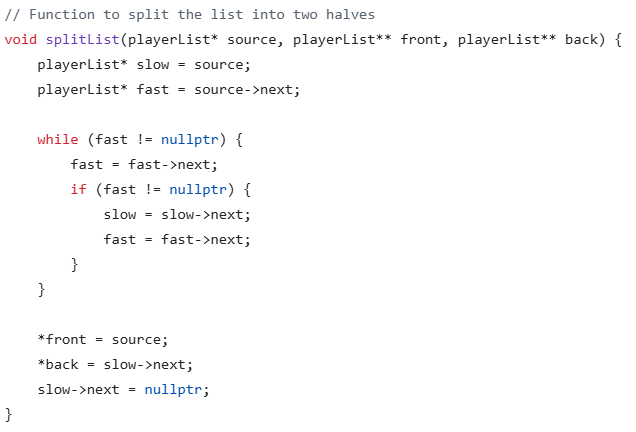 // Function to split the list into two halves
void splitList(playerList* source, playerList** front, playerList** back) {
    playerList* slow = source;
    playerList* fast = source->next;

    while (fast != nullptr) {
        fast = fast->next;
        if (fast != nullptr) {
            slow = slow->next;
            fast = fast->next;
        }
    }

    *front = source;
    *back = slow->next;
    slow->next = nullptr;
}